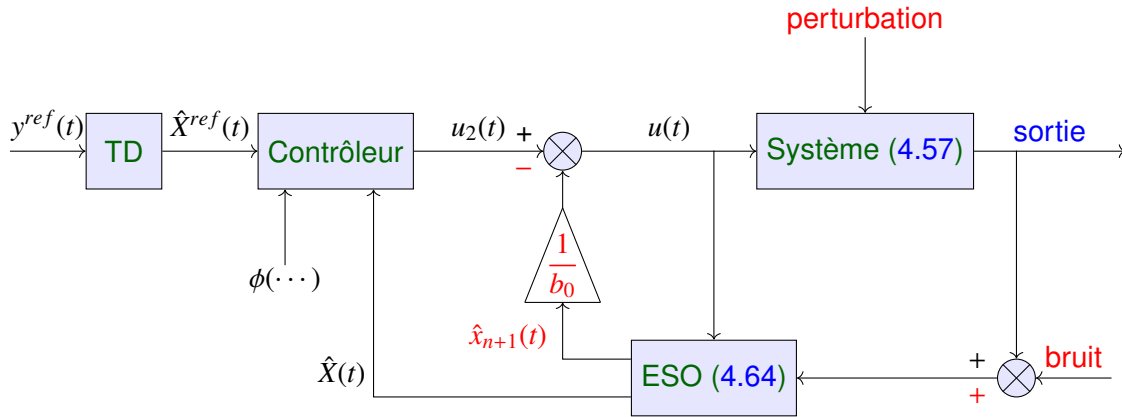 perturbation
y^{ref}(t)
TD
\hat{X}^{ref}(t)
Contrôleur
u_2(t)
+
−
u(t)
Système (4.57)
sortie
ϕ(⋯)
1/b_0
\hat{x}_{n+1}(t)
\hat{X}(t)
ESO (4.64)
+
+
bruit